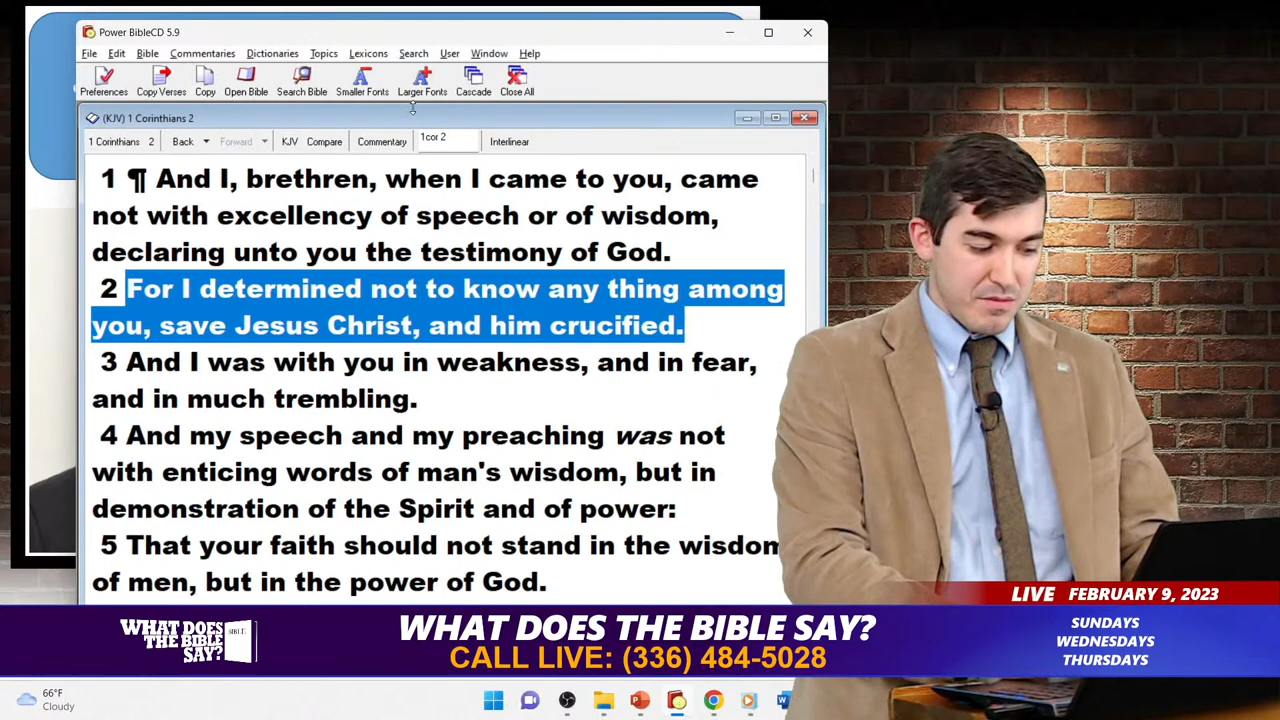 Power BibleCD 5.9
File Edit Bible Commentaries Dictionaries Topics Lexicons Search User Window Help
Preferences Copy Verses Copy Open Bible Search Bible Smaller Fonts Larger Fonts Cascade Close All
(KJV) 1 Corinthians 2
1 Corinthians 2 Back Forward KJV Compare Commentary 1cor 2 Interlinear
1 ¶ And I, brethren, when I came to you, came
not with excellency of speech or of wisdom,
declaring unto you the testimony of God.
2 For I determined not to know any thing among
you, save Jesus Christ, and him crucified.
3 And I was with you in weakness, and in fear,
and in much trembling.
4 And my speech and my preaching was not
with enticing words of man's wisdom, but in
demonstration of the Spirit and of power:
5 That your faith should not stand in the wisdom
of men, but in the power of God.
LIVE FEBRUARY 9, 2023
WHAT DOES
THE BIBLE
SAY?
BIBLE
WHAT DOES THE BIBLE SAY?
CALL LIVE: (336) 484-5028
SUNDAYS
WEDNESDAYS
THURSDAYS
66°F
Cloudy